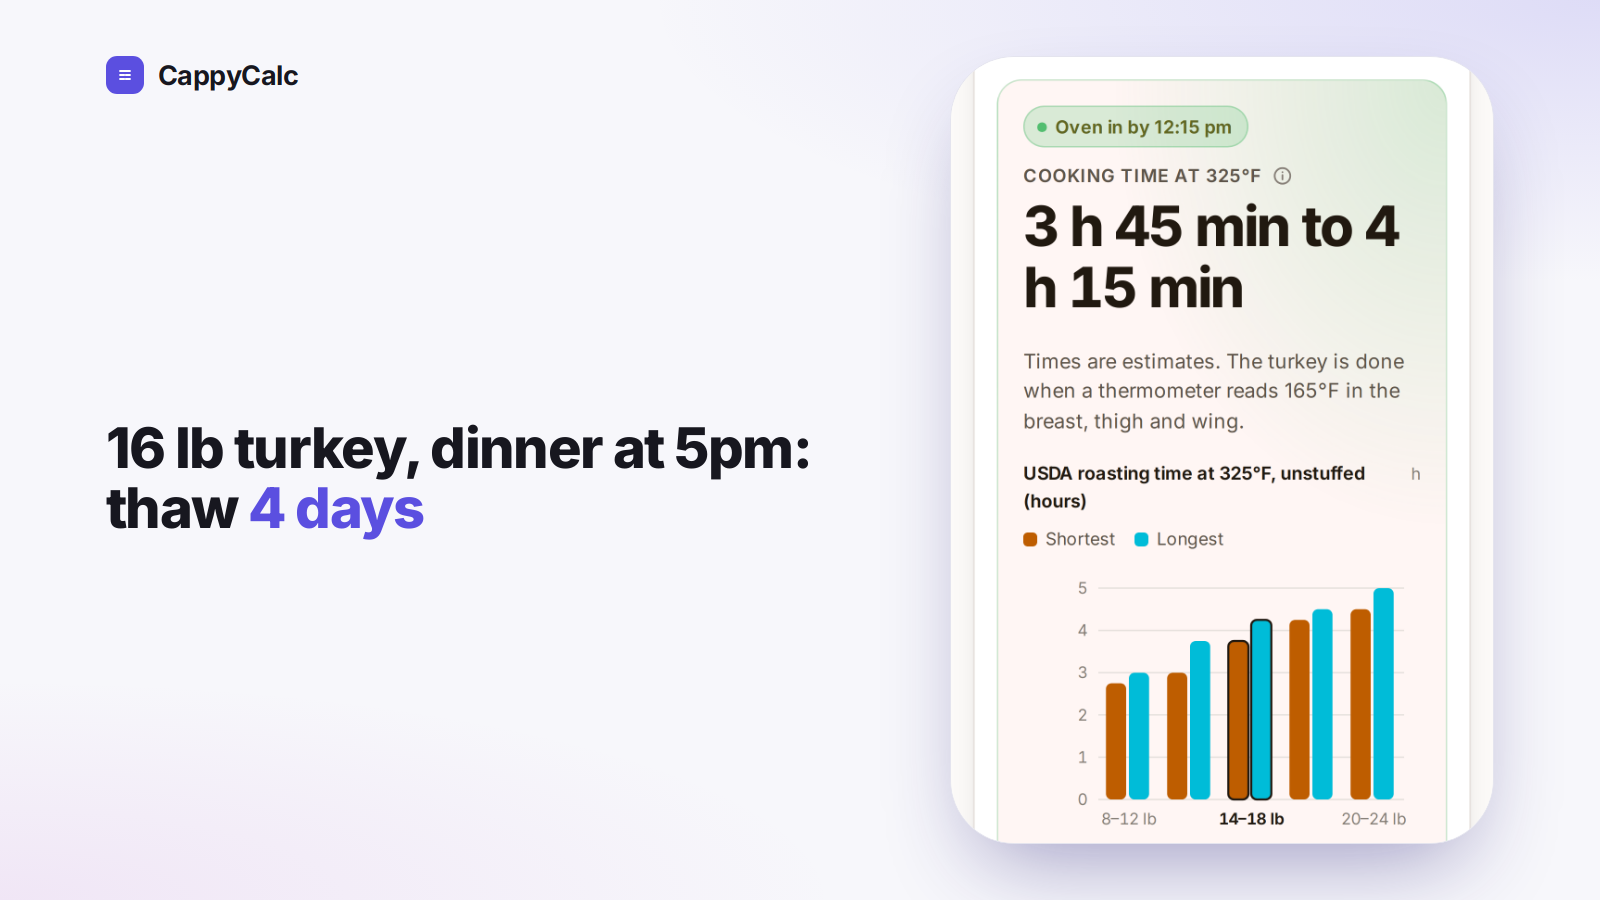 CappyCalc
16 lb turkey, dinner at 5pm:
thaw 4 days
Oven in by 12:15 pm
COOKING TIME AT 325°F
3 h 45 min to 4
h 15 min
Times are estimates. The turkey is done
when a thermometer reads 165°F in the
breast, thigh and wing.
USDA roasting time at 325°F, unstuffed
(hours)
h
Shortest Longest
5
4
3
2
1
0
8–12 lb 14–18 lb 20–24 lb